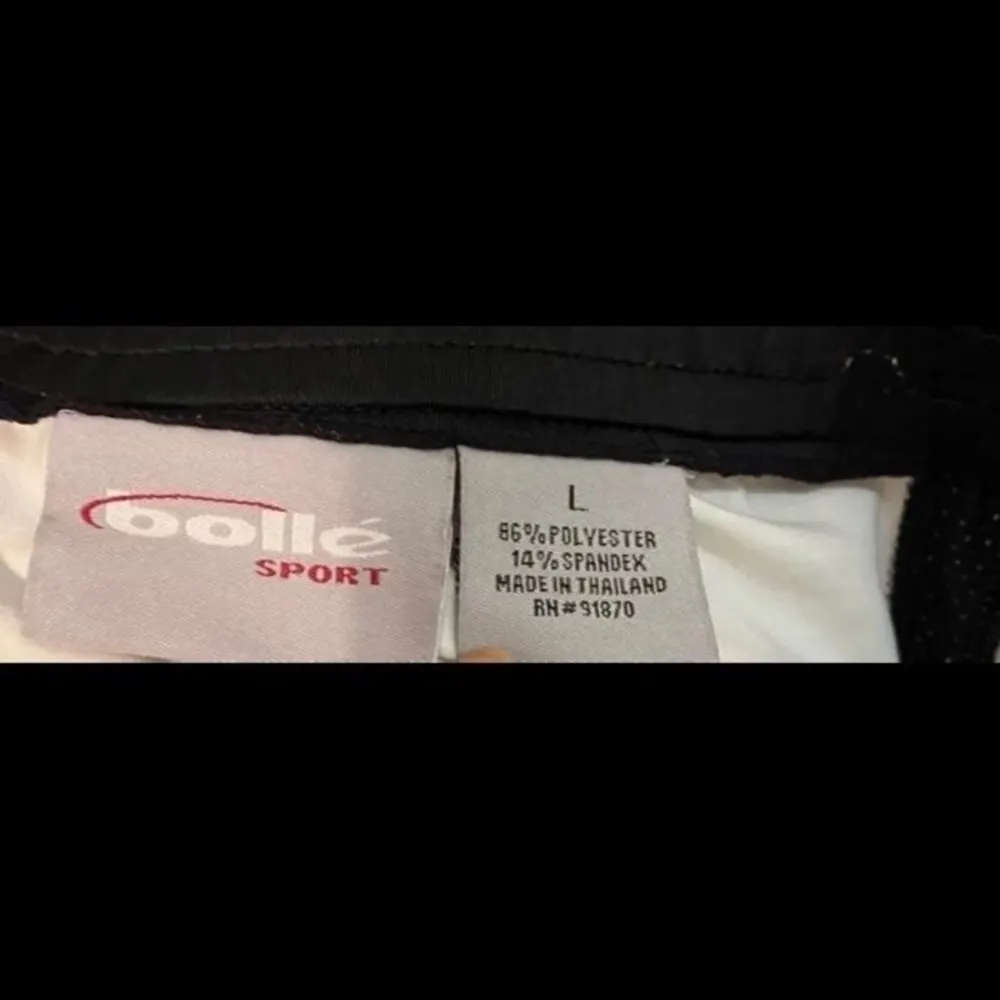 bollé
SPORT
L
86%POLYESTER
14%SPANDEX
MADE IN THAILAND
RN#91870